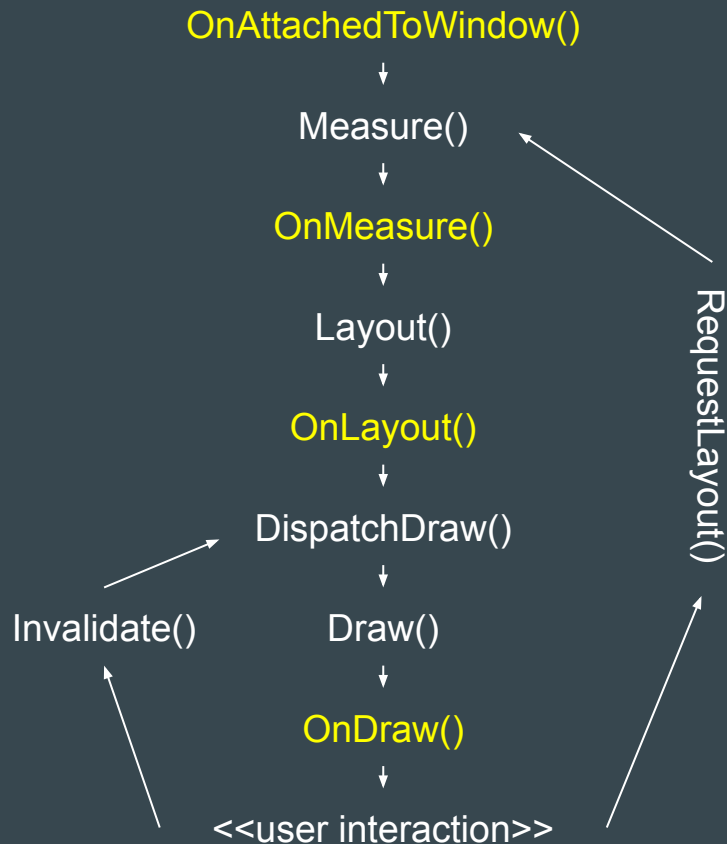 OnAttachedToWindow()
Measure()
OnMeasure()
Layout()
OnLayout()
RequestLayout()
DispatchDraw()
Invalidate()
Draw()
OnDraw()
<<user interaction>>